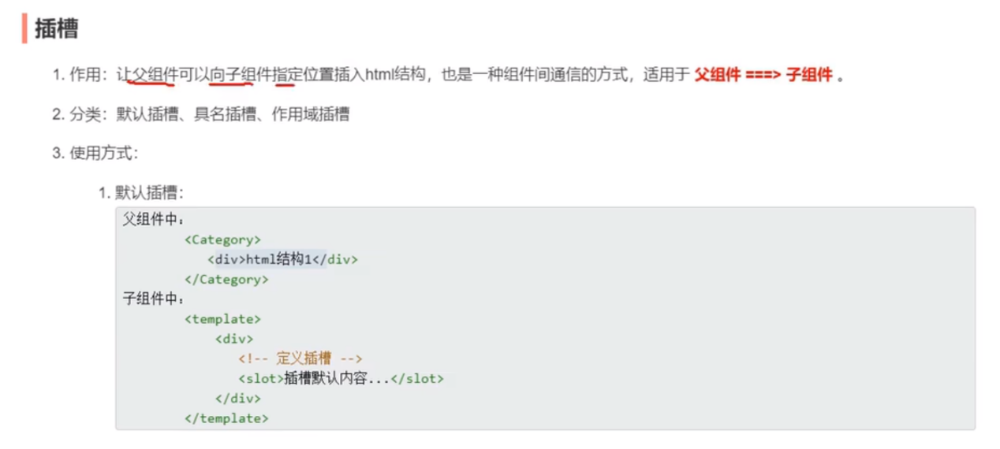 插槽
1. 作用：让父组件可以向子组件指定位置插入html结构，也是一种组件间通信的方式，适用于 父组件 ===> 子组件 。
2. 分类：默认插槽、具名插槽、作用域插槽
3. 使用方式：
1. 默认插槽：
父组件中：
<Category>
<div>html结构1</div>
</Category>
子组件中：
<template>
<div>
<!-- 定义插槽 -->
<slot>插槽默认内容...</slot>
</div>
</template>